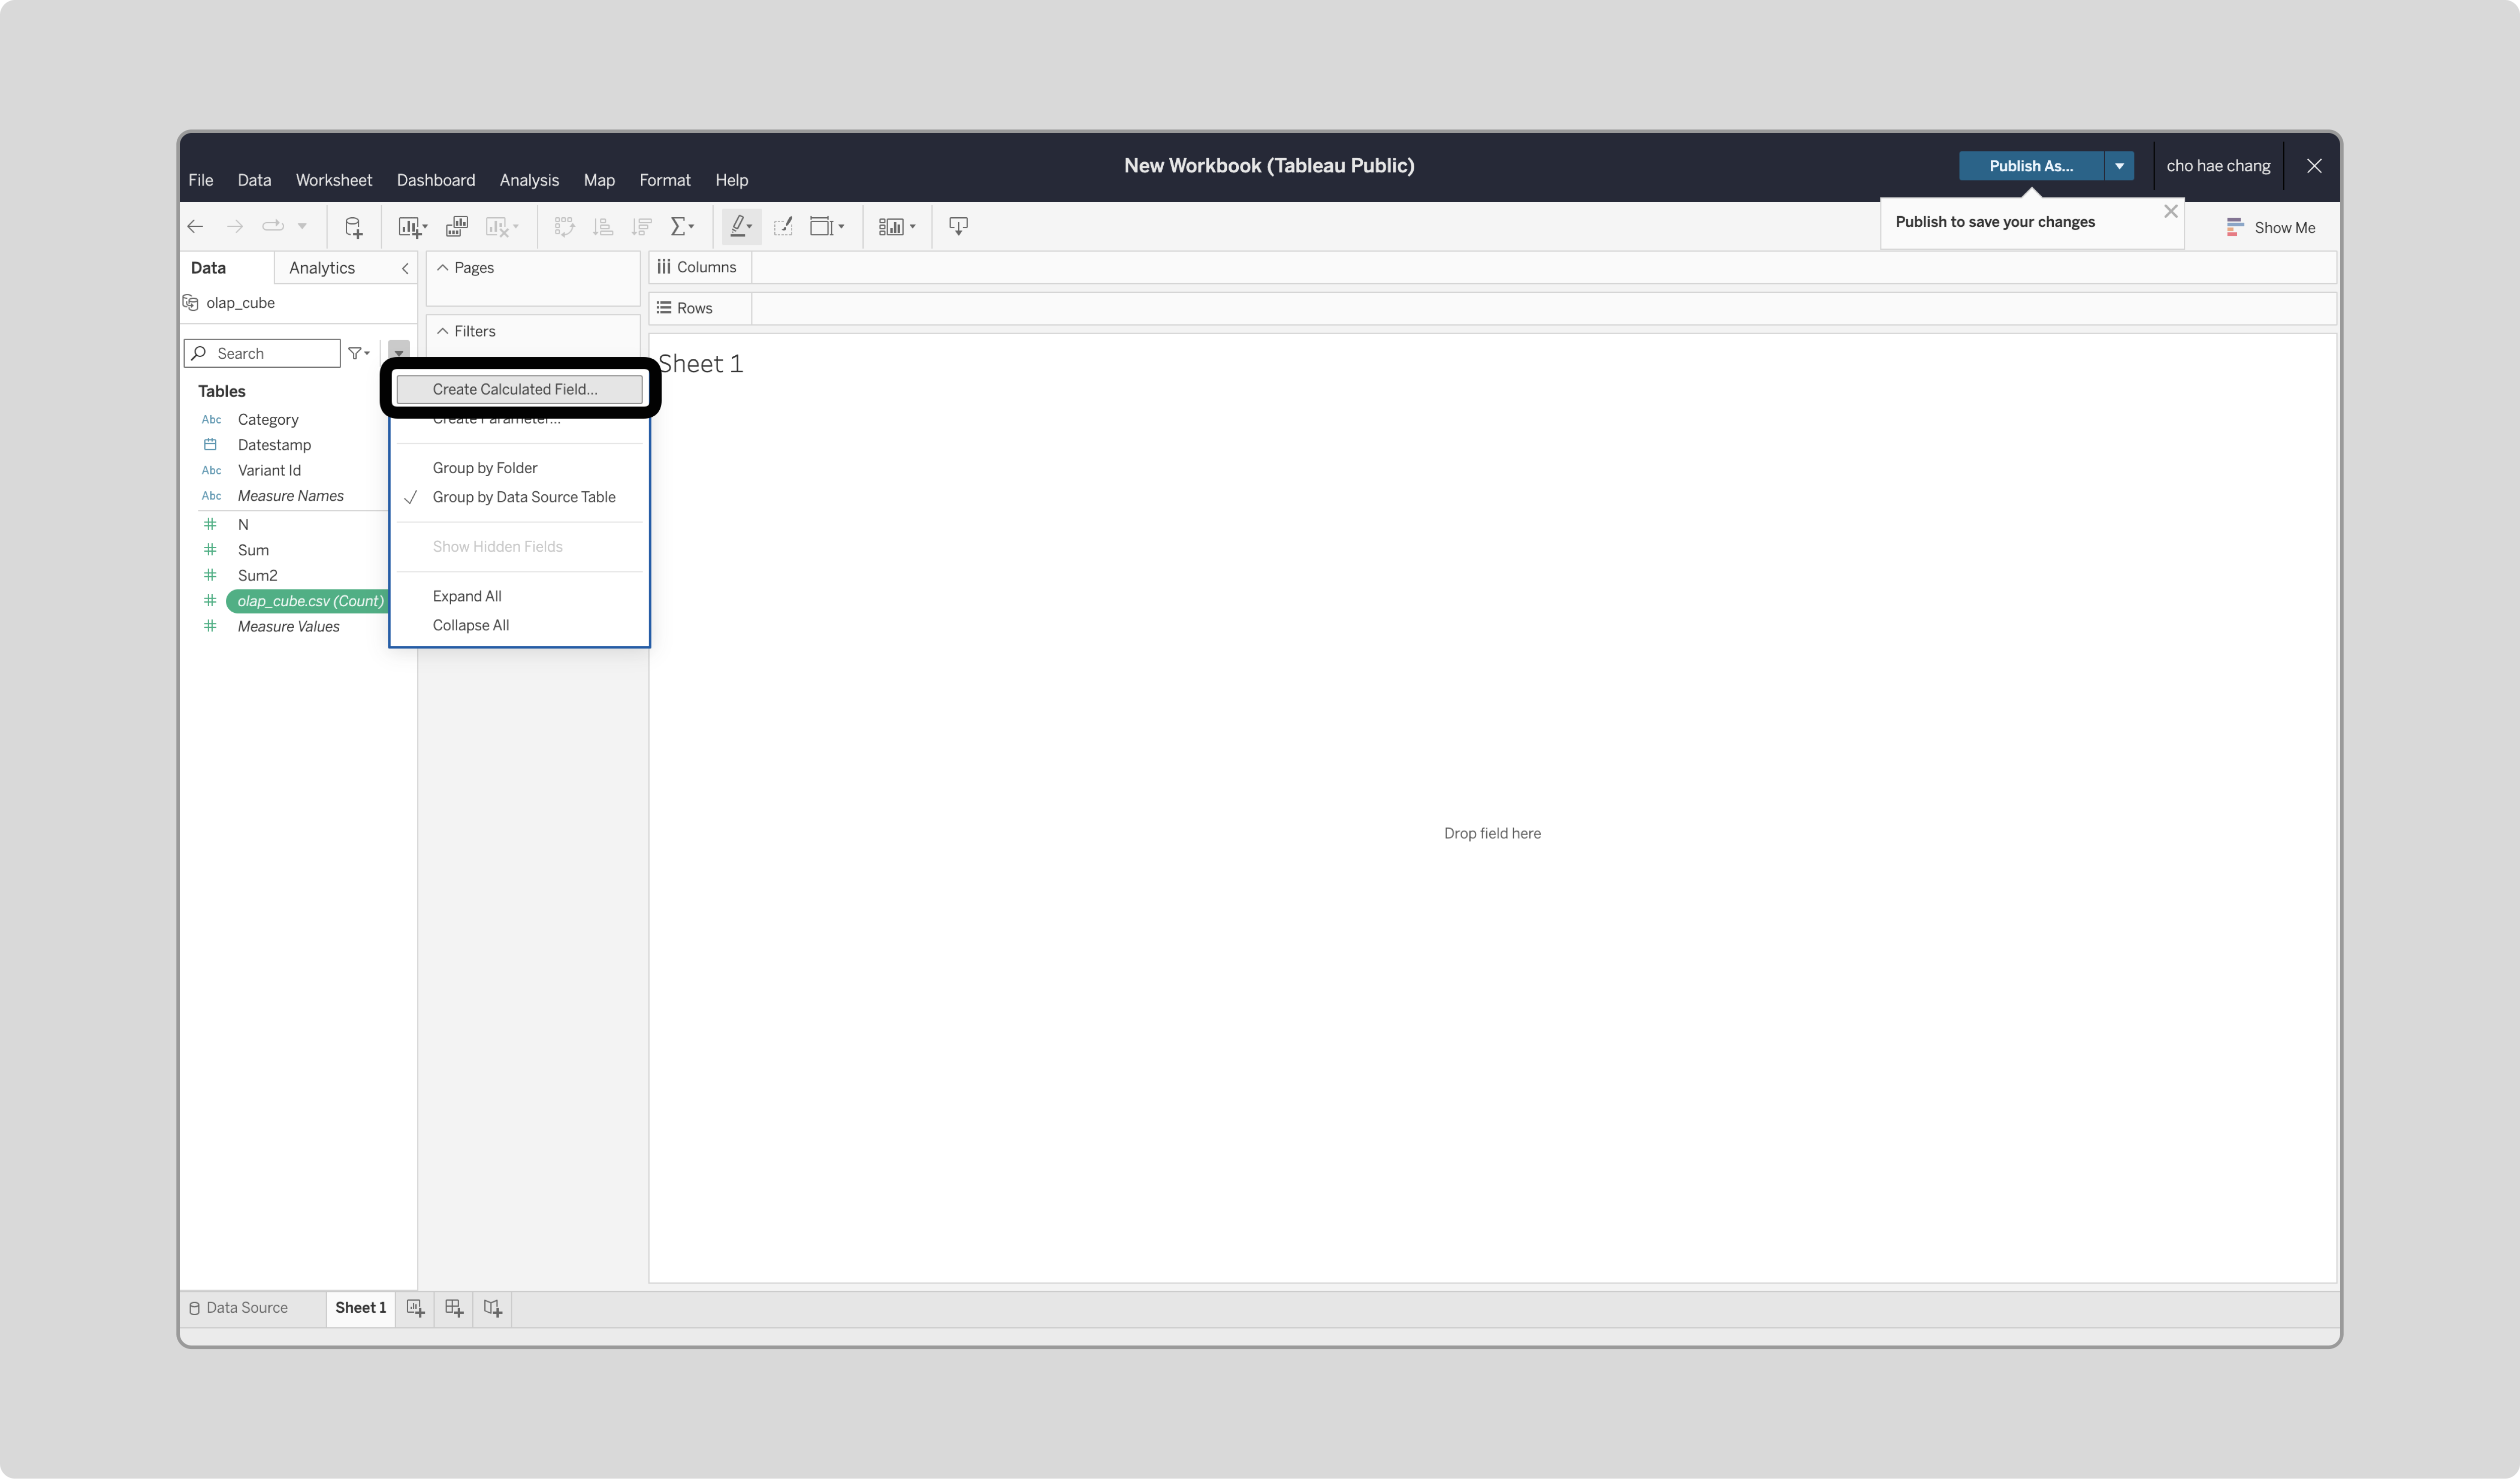 New Workbook (Tableau Public)
Publish As...
cho hae chang
File Data Worksheet Dashboard Analysis Map Format Help
Publish to save your changes
Show Me
Data
Analytics
Pages
Columns
olap_cube
Rows
Filters
Search
Sheet 1
Tables
Create Calculated Field...
Abc Category
Create Parameter...
Datestamp
Abc Variant Id
Group by Folder
Abc Measure Names
Group by Data Source Table
N
Sum
Show Hidden Fields
Sum2
olap_cube.csv (Count)
Expand All
Measure Values
Collapse All
Drop field here
Data Source
Sheet 1